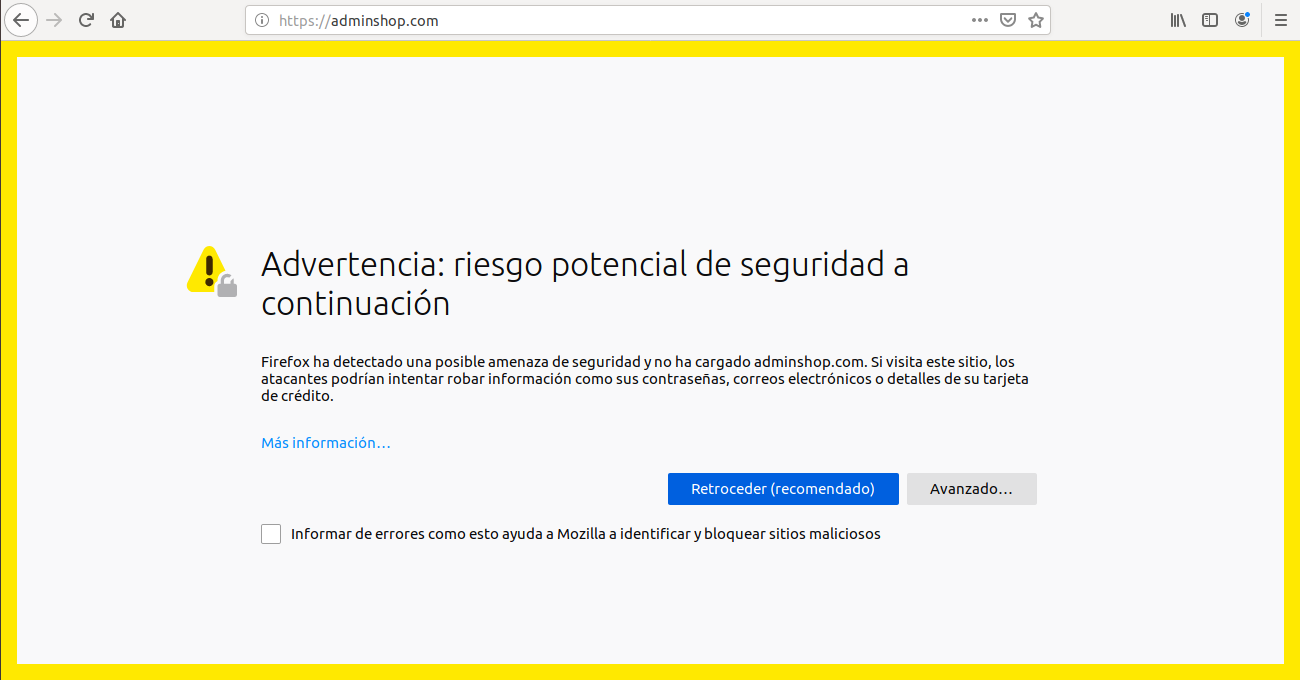 https://adminshop.com
Advertencia: riesgo potencial de seguridad a
continuación
Firefox ha detectado una posible amenaza de seguridad y no ha cargado adminshop.com. Si visita este sitio, los
atacantes podrían intentar robar información como sus contraseñas, correos electrónicos o detalles de su tarjeta
de crédito.
Más información…
Retroceder (recomendado) Avanzado…
Informar de errores como esto ayuda a Mozilla a identificar y bloquear sitios maliciosos